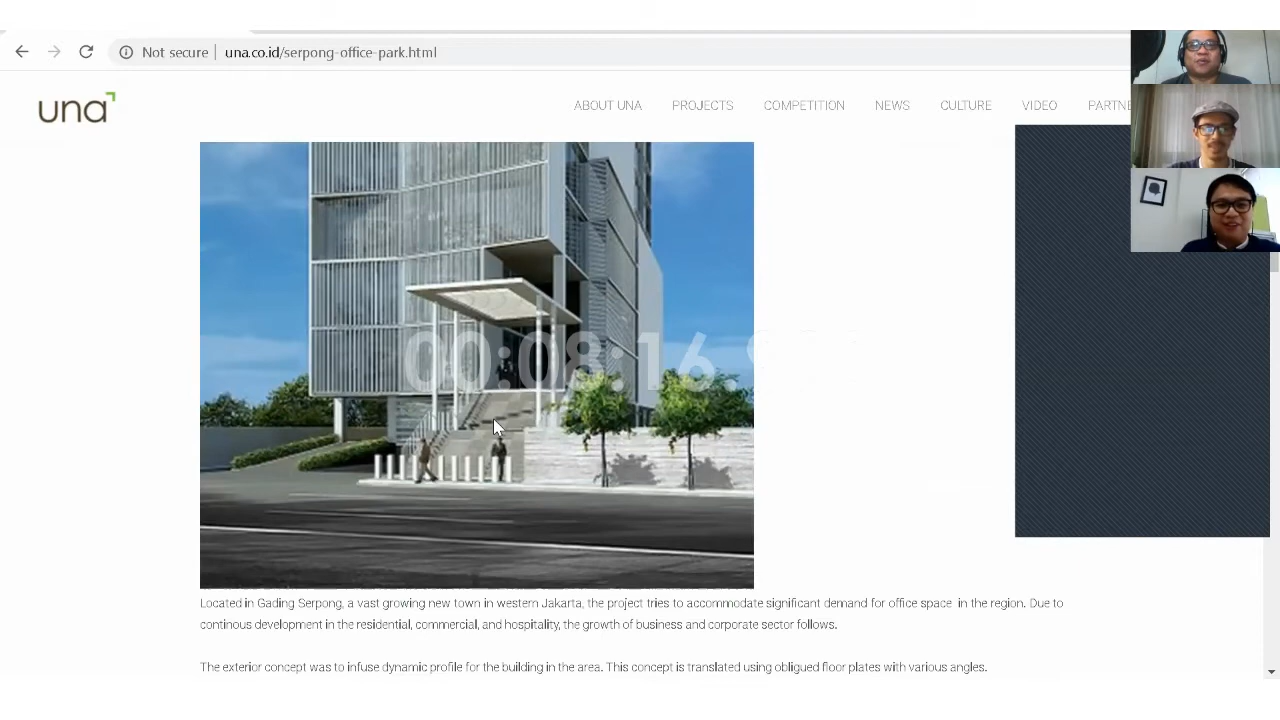 Not secure | una.co.id/serpong-office-park.html
una
ABOUT UNA PROJECTS COMPETITION NEWS CULTURE VIDEO
00:08:16.
Located in Gading Serpong, a vast growing new town in western Jakarta, the project tries to accommodate significant demand for office space in the region. Due to
continous development in the residential, commercial, and hospitality, the growth of business and corporate sector follows.
The exterior concept was to infuse dynamic profile for the building in the area. This concept is translated using obligued floor plates with various angles.